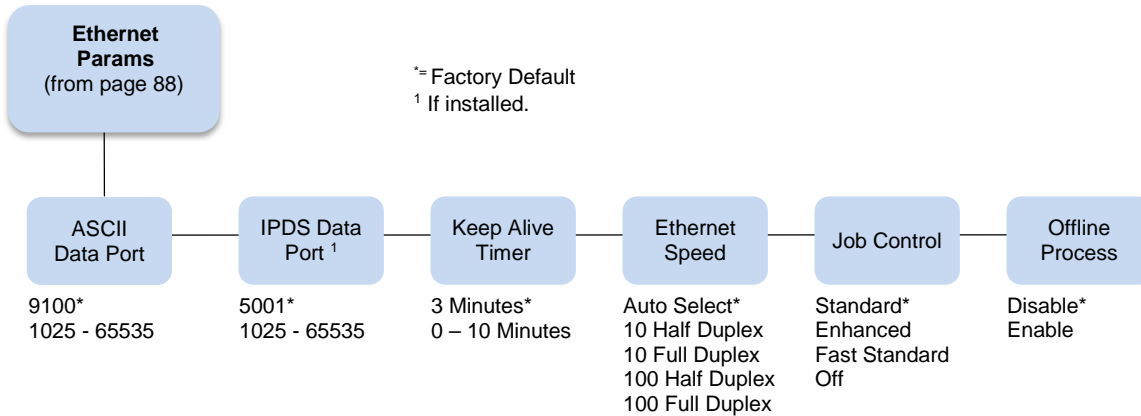 Ethernet
Params
(from page 88)
*= Factory Default
1 If installed.
ASCII
Data Port
IPDS Data
Port 1
Keep Alive
Timer
Ethernet
Speed
Job Control
Offline
Process
9100*
1025 - 65535
5001*
1025 - 65535
3 Minutes*
0 – 10 Minutes
Auto Select*
10 Half Duplex
10 Full Duplex
100 Half Duplex
100 Full Duplex
Standard*
Enhanced
Fast Standard
Off
Disable*
Enable